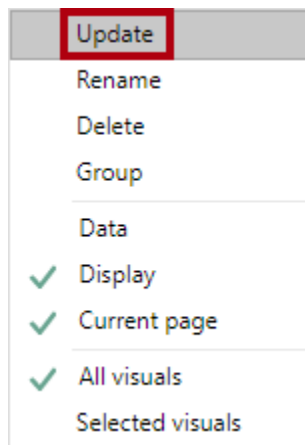 Update
Rename
Delete
Group
Data
Display
Current page
All visuals
Selected visuals